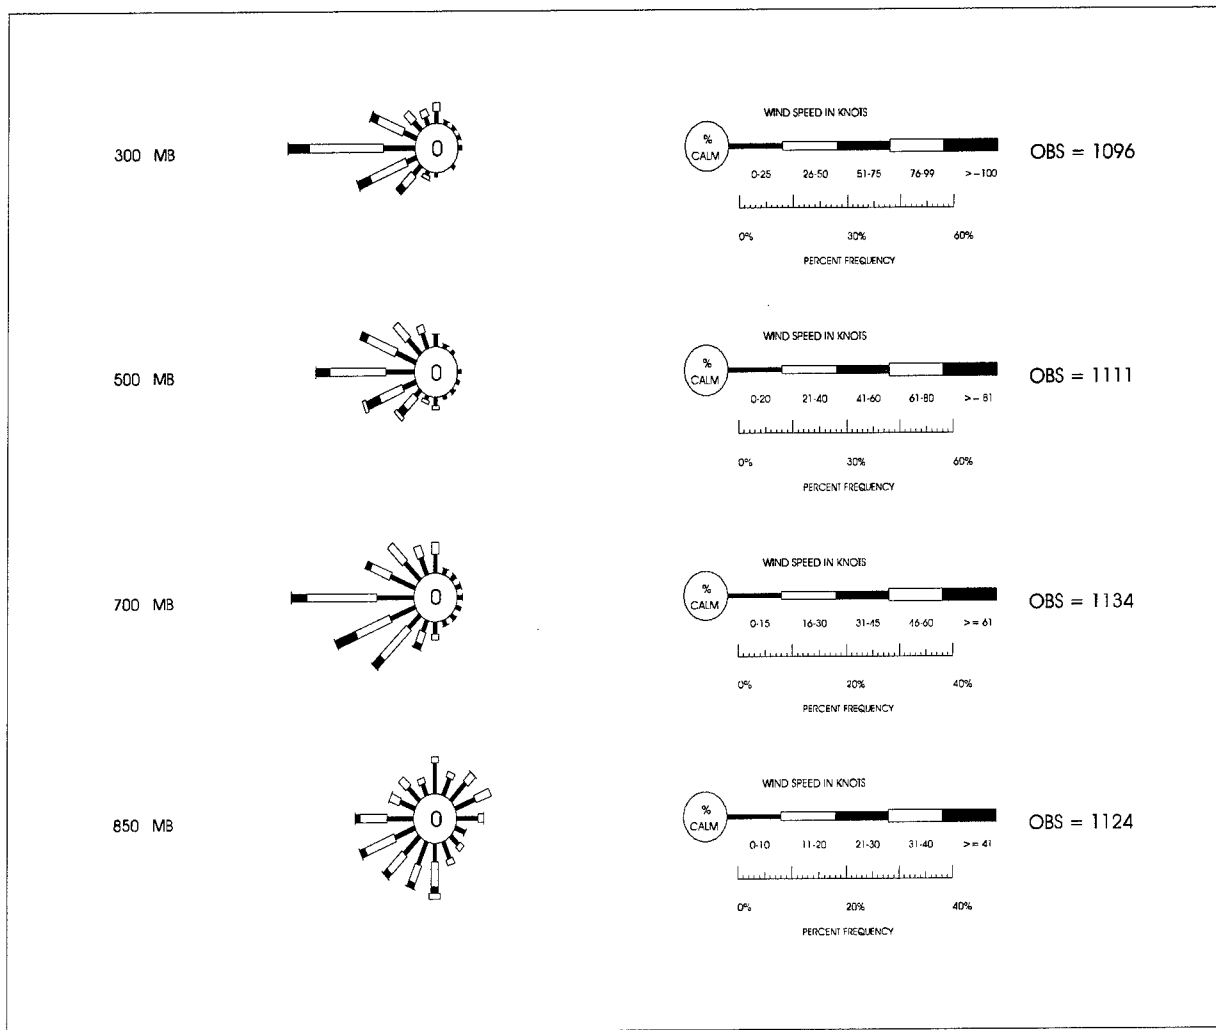 WIND SPEED IN KNOTS
300 MB
0
% CALM
0-25 26-50 51-75 76-99 >=100
OBS = 1096
0% 30% 60%
PERCENT FREQUENCY
WIND SPEED IN KNOTS
500 MB
0
% CALM
0-20 21-40 41-60 61-80 >=81
OBS = 1111
0% 30% 60%
PERCENT FREQUENCY
WIND SPEED IN KNOTS
700 MB
0
% CALM
0-15 16-30 31-45 46-60 >=61
OBS = 1134
0% 20% 40%
PERCENT FREQUENCY
WIND SPEED IN KNOTS
850 MB
0
% CALM
0-10 11-20 21-30 31-40 >=41
OBS = 1124
0% 20% 40%
PERCENT FREQUENCY